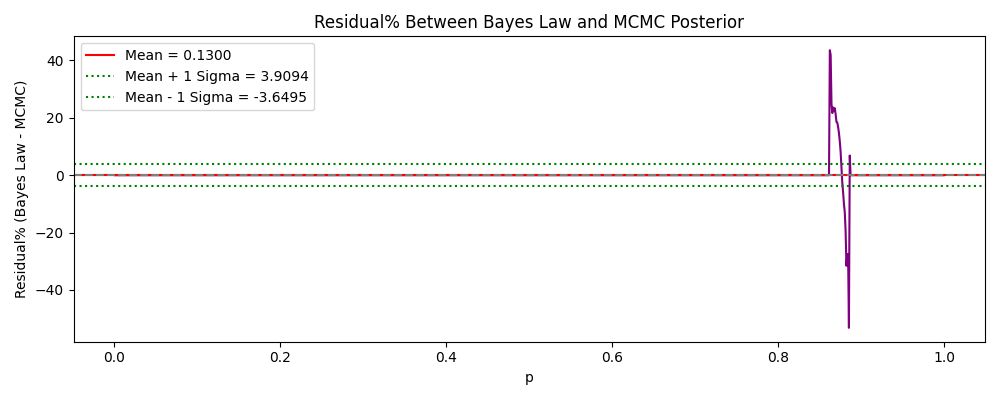 Residual% Between Bayes Law and MCMC Posterior
Mean = 0.1300
Mean + 1 Sigma = 3.9094
Mean - 1 Sigma = -3.6495
Residual% (Bayes Law - MCMC)
40
20
0
−20
−40
0.0 0.2 0.4 0.6 0.8 1.0
p